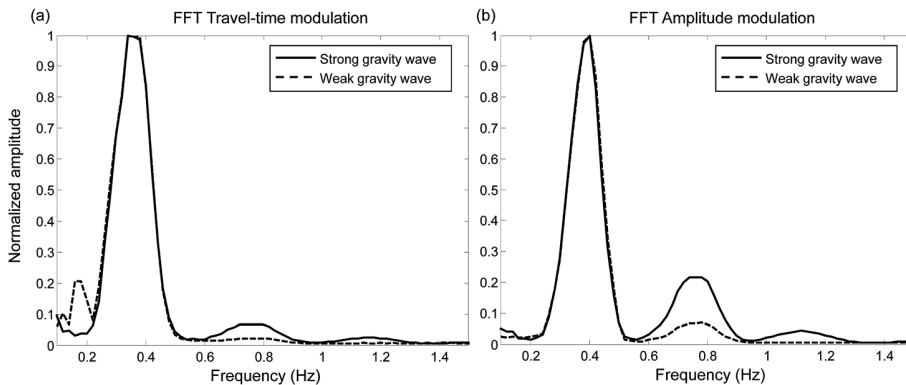 (a)
FFT Travel-time modulation
Normalized amplitude
1
0.9
0.8
0.7
0.6
0.5
0.4
0.3
0.2
0.1
0
Strong gravity wave
Weak gravity wave
0.2 0.4 0.6 0.8 1 1.2 1.4
Frequency (Hz)
(b)
FFT Amplitude modulation
1
0.9
0.8
0.7
0.6
0.5
0.4
0.3
0.2
0.1
0
Strong gravity wave
Weak gravity wave
0.2 0.4 0.6 0.8 1 1.2 1.4
Frequency (Hz)